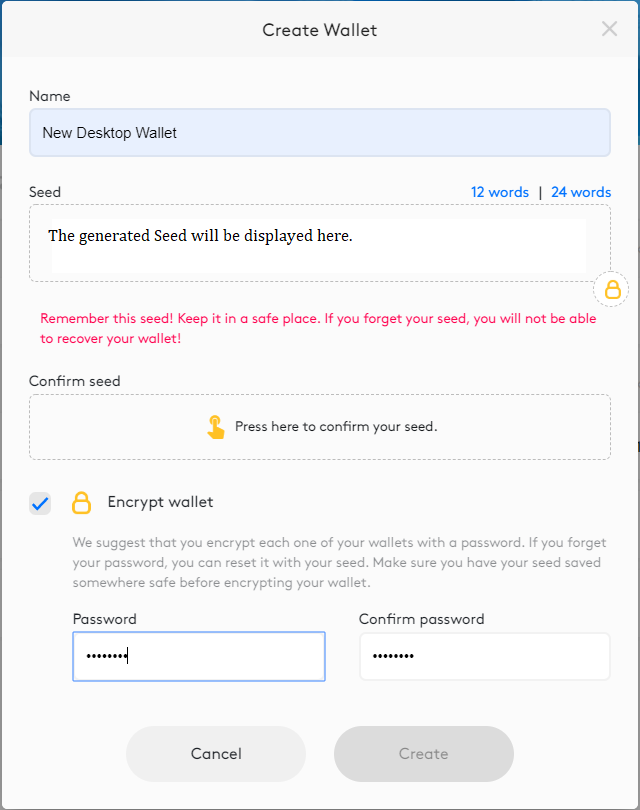 Create Wallet
Name
New Desktop Wallet
Seed 12 words | 24 words
The generated Seed will be displayed here.
Remember this seed! Keep it in a safe place. If you forget your seed, you will not be able
to recover your wallet!
Confirm seed
Press here to confirm your seed.
Encrypt wallet
We suggest that you encrypt each one of your wallets with a password. If you forget
your password, you can reset it with your seed. Make sure you have your seed saved
somewhere safe before encrypting your wallet.
Password Confirm password
•••••••• ••••••••
Cancel Create